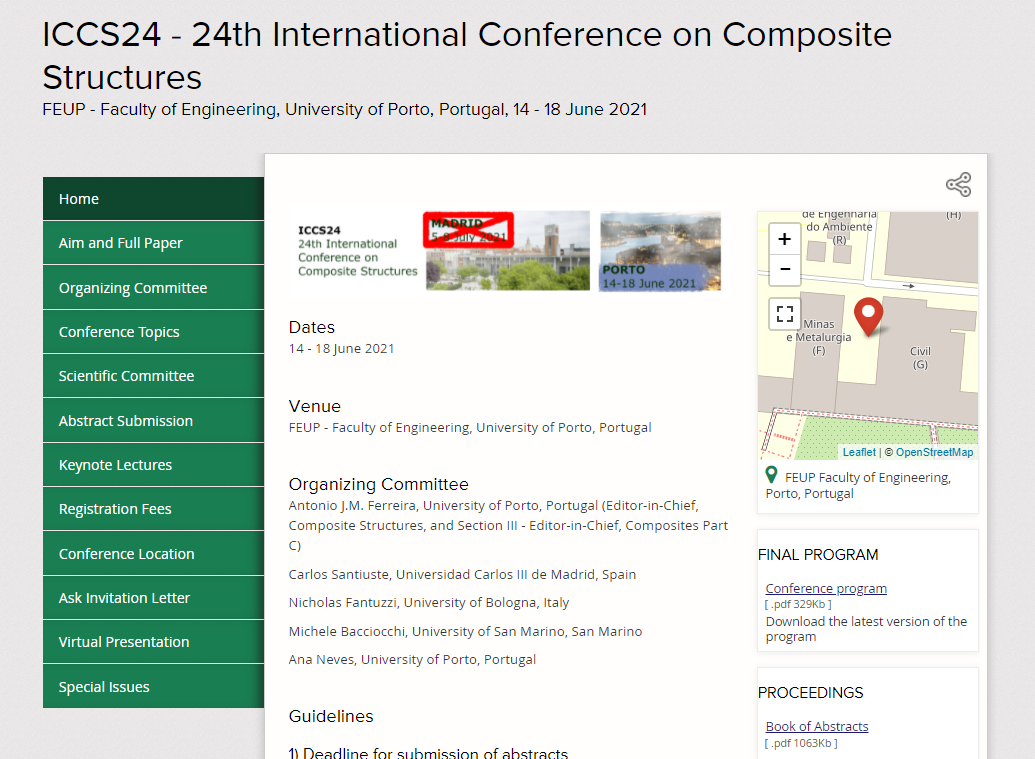 ICCS24 - 24th International Conference on Composite
Structures
FEUP - Faculty of Engineering, University of Porto, Portugal, 14 - 18 June 2021
Home
Aim and Full Paper
Organizing Committee
Conference Topics
Scientific Committee
Abstract Submission
Keynote Lectures
Registration Fees
Conference Location
Ask Invitation Letter
Virtual Presentation
Special Issues
ICCS24
24th International
Conference on
Composite Structures
MADRID
5-9 July 2021
PORTO
14-18 June 2021
Dates
14 - 18 June 2021
Venue
FEUP - Faculty of Engineering, University of Porto, Portugal
Organizing Committee
Antonio J.M. Ferreira, University of Porto, Portugal (Editor-in-Chief,
Composite Structures, and Section III - Editor-in-Chief, Composites Part
C)
Carlos Santiuste, Universidad Carlos III de Madrid, Spain
Nicholas Fantuzzi, University of Bologna, Italy
Michele Bacciocchi, University of San Marino, San Marino
Ana Neves, University of Porto, Portugal
Guidelines
1) Deadline for submission of abstracts
+
−
de Engenharia
do Ambiente
(R)
(H)
Minas
e Metalurgia
(F)
Civil
(G)
Leaflet | © OpenStreetMap
FEUP Faculty of Engineering,
Porto, Portugal
FINAL PROGRAM
Conference program
[ .pdf 329Kb ]
Download the latest version of the
program
PROCEEDINGS
Book of Abstracts
[ .pdf 1063Kb ]